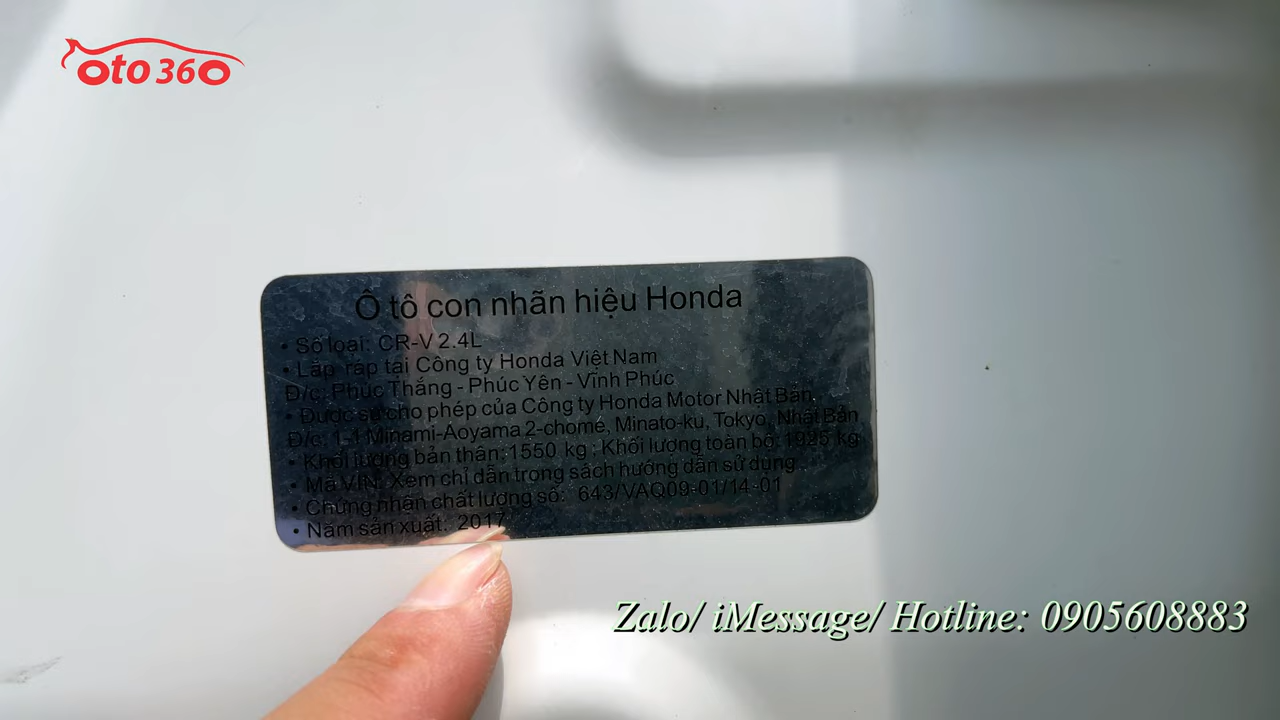 oto 360
Ô tô con nhãn hiệu Honda
• Số loại: CR-V 2.4L
• Lắp ráp tại Công ty Honda Việt Nam
Đ/c: Phúc Thắng - Phúc Yên - Vĩnh Phúc
• Được sự cho phép của Công ty Honda Motor Nhật Bản,
Đ/c: 1-1 Minami-Aoyama 2-chome, Minato-ku, Tokyo, Nhật Bản
• Khối lượng bản thân: 1550 kg ; Khối lượng toàn bộ: 1925 kg
• Mã VIN: Xem chỉ dẫn trong sách hướng dẫn sử dụng
• Chứng nhận chất lượng số: 643/VAQ09-01/14-01
• Năm sản xuất: 2017
Zalo/ iMessage/ Hotline: 0905608883